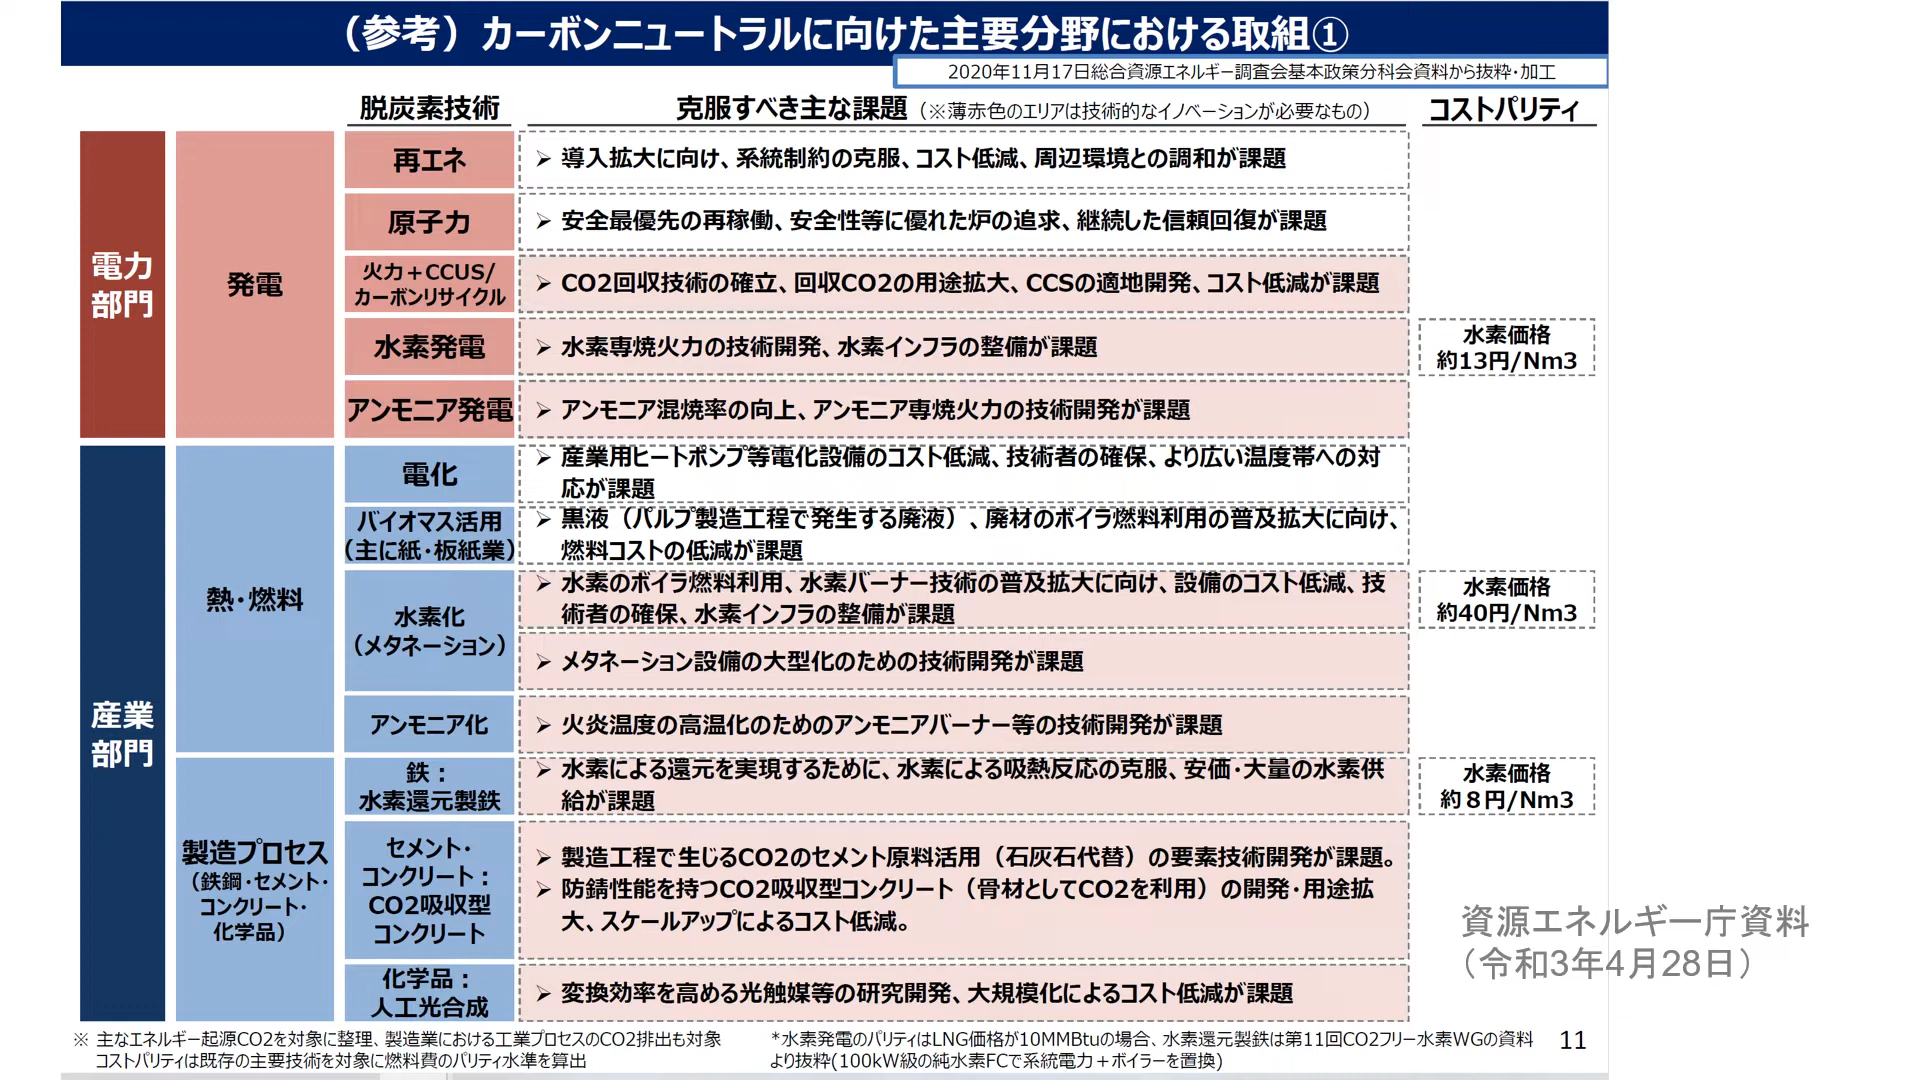 （参考）カーボンニュートラルに向けた主要分野における取組①
2020年11月17日総合資源エネルギー調査会基本政策分科会資料から抜粋・加工
脱炭素技術
克服すべき主な課題（※薄赤色のエリアは技術的なイノベーションが必要なもの）
コストパリティ
電力
部門
発電
再エネ
➢ 導入拡大に向け、系統制約の克服、コスト低減、周辺環境との調和が課題
原子力
➢ 安全最優先の再稼働、安全性等に優れた炉の追求、継続した信頼回復が課題
火力＋CCUS/
カーボンリサイクル
➢ CO2回収技術の確立、回収CO2の用途拡大、CCSの適地開発、コスト低減が課題
水素発電
➢ 水素専焼火力の技術開発、水素インフラの整備が課題
水素価格
約13円/Nm3
アンモニア発電
➢ アンモニア混焼率の向上、アンモニア専焼火力の技術開発が課題
産業
部門
熱・燃料
電化
➢ 産業用ヒートポンプ等電化設備のコスト低減、技術者の確保、より広い温度帯への対
応が課題
バイオマス活用
（主に紙・板紙業）
➢ 黒液（パルプ製造工程で発生する廃液）、廃材のボイラ燃料利用の普及拡大に向け、
燃料コストの低減が課題
水素化
（メタネーション）
➢ 水素のボイラ燃料利用、水素バーナー技術の普及拡大に向け、設備のコスト低減、技
術者の確保、水素インフラの整備が課題
水素価格
約40円/Nm3
➢ メタネーション設備の大型化のための技術開発が課題
アンモニア化
➢ 火炎温度の高温化のためのアンモニアバーナー等の技術開発が課題
製造プロセス
（鉄鋼・セメント・
コンクリート・
化学品）
鉄：
水素還元製鉄
➢ 水素による還元を実現するために、水素による吸熱反応の克服、安価・大量の水素供
給が課題
水素価格
約８円/Nm3
セメント・
コンクリート：
CO2吸収型
コンクリート
➢ 製造工程で生じるCO2のセメント原料活用（石灰石代替）の要素技術開発が課題。
➢ 防錆性能を持つCO2吸収型コンクリート（骨材としてCO2を利用）の開発・用途拡
大、スケールアップによるコスト低減。
化学品：
人工光合成
➢ 変換効率を高める光触媒等の研究開発、大規模化によるコスト低減が課題
資源エネルギー庁資料
（令和3年4月28日）
※ 主なエネルギー起源CO2を対象に整理、製造業における工業プロセスのCO2排出も対象
コストパリティは既存の主要技術を対象に燃料費のパリティ水準を算出
*水素発電のパリティはLNG価格が10MMBtuの場合、水素還元製鉄は第11回CO2フリー水素WGの資料
より抜粋(100kW級の純水素FCで系統電力＋ボイラーを置換)
11